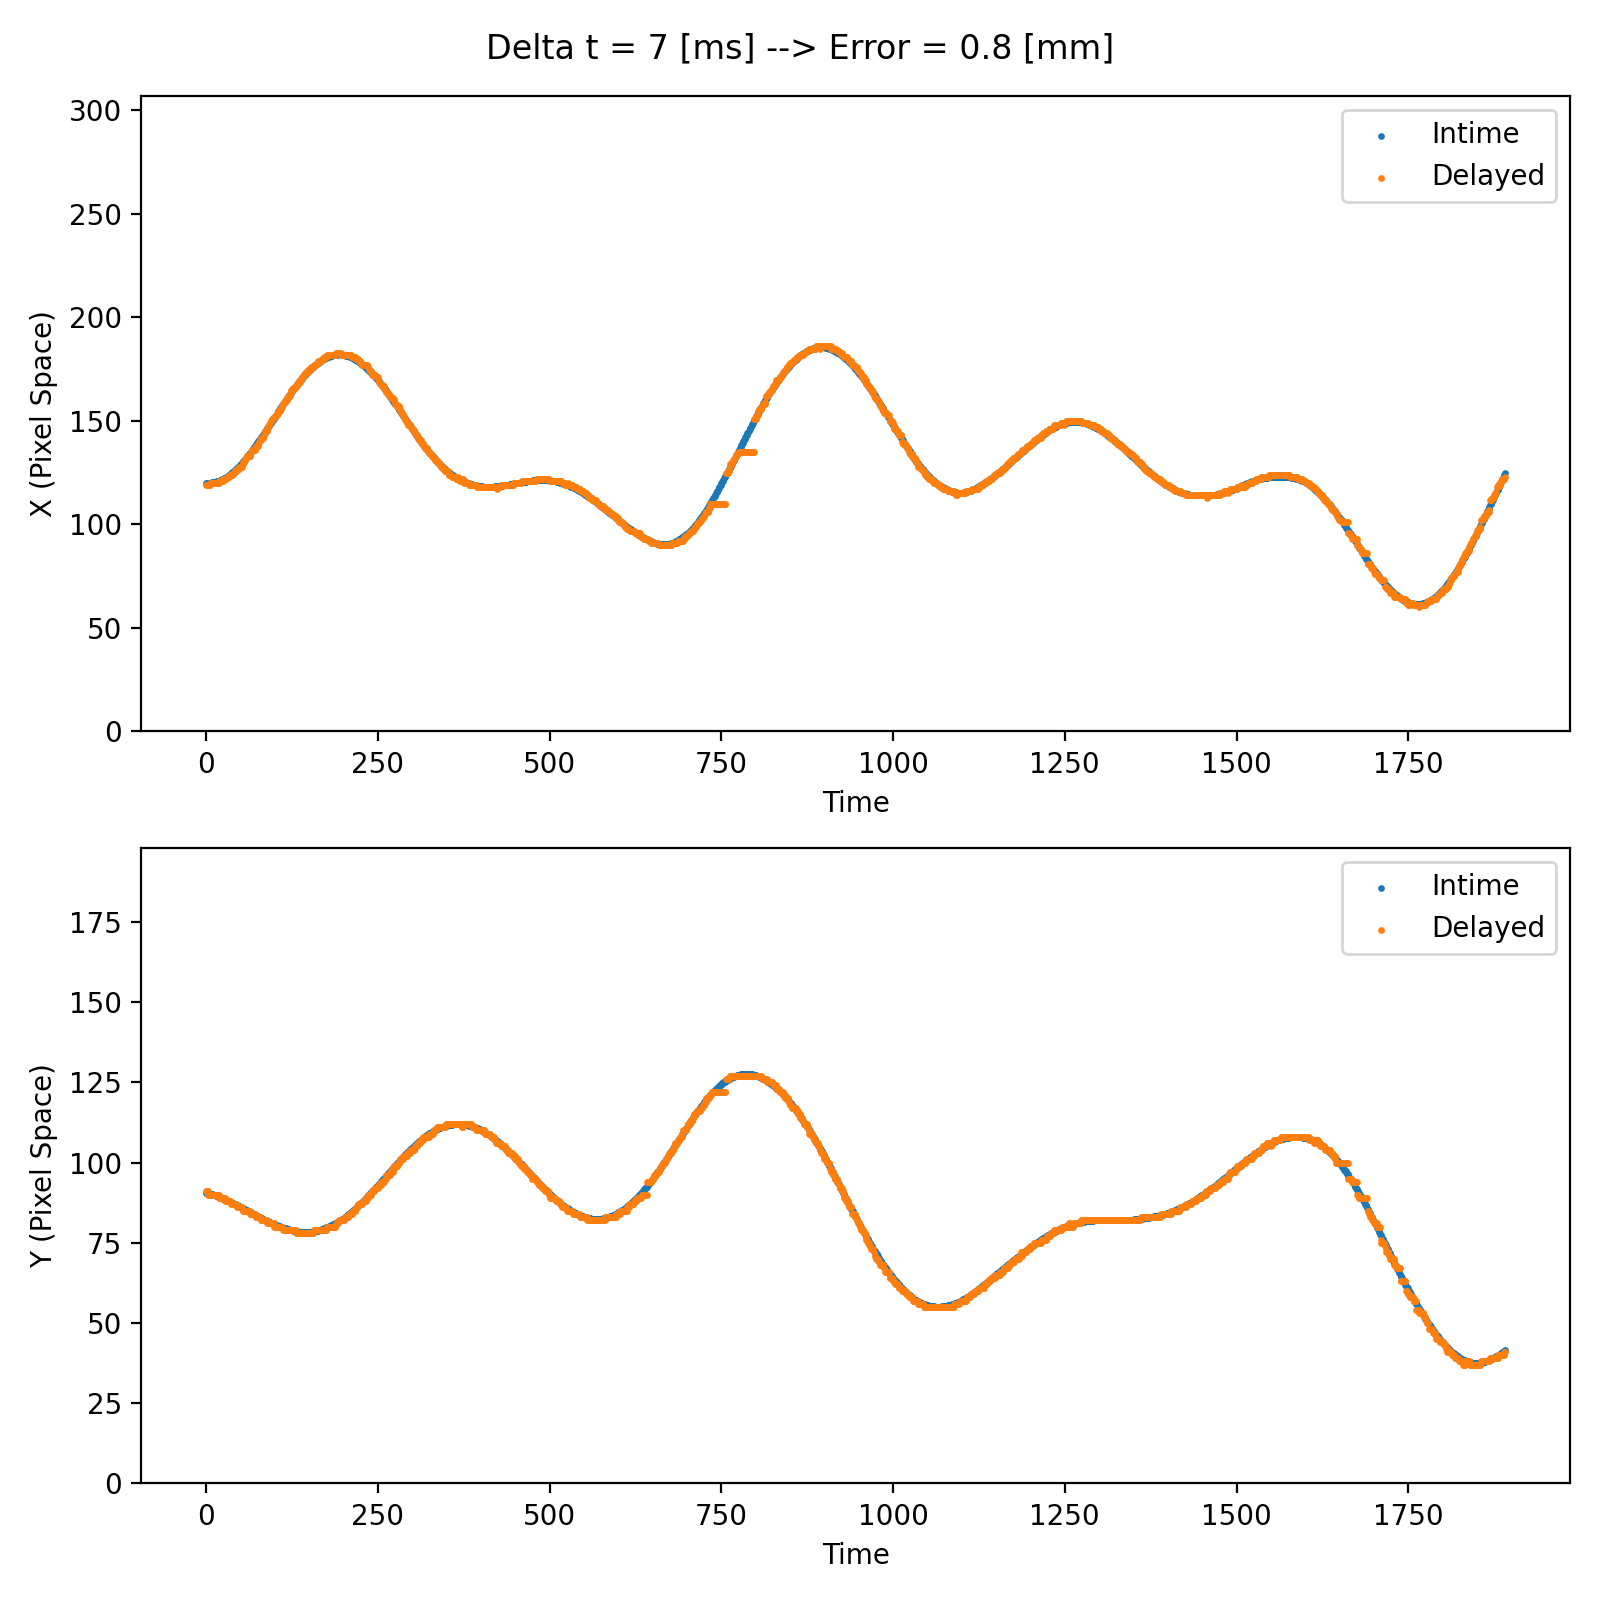 Delta t = 7 [ms] --> Error = 0.8 [mm]
300
250
200
150
100
50
0
X (Pixel Space)
Intime
Delayed
0 250 500 750 1000 1250 1500 1750
Time
175
150
125
100
75
50
25
0
Y (Pixel Space)
Intime
Delayed
0 250 500 750 1000 1250 1500 1750
Time